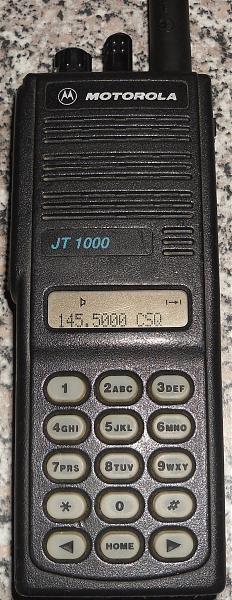 MOTOROLA
JT 1000
145.5000 CSQ
1 2ABC 3DEF
4GHI 5JKL 6MNO
7PRS 8TUV 9WXY
* 0 #
HOME